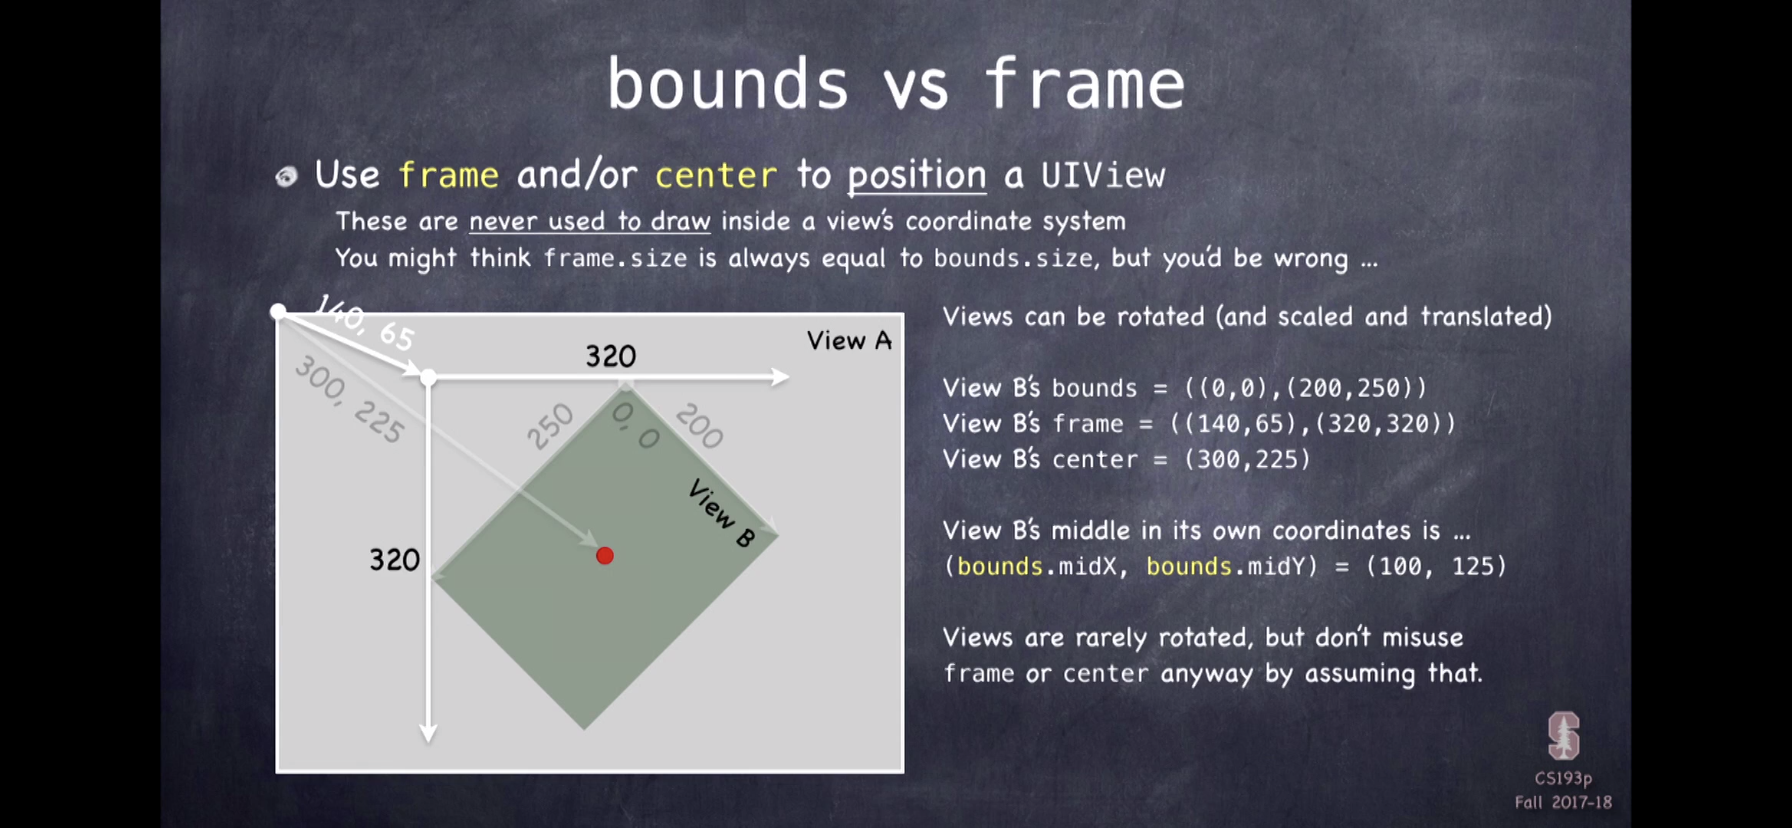 bounds vs frame
Use frame and/or center to position a UIView
These are never used to draw inside a view's coordinate system
You might think frame.size is always equal to bounds.size, but you'd be wrong ...
140, 65
300, 225
320
View A
250
0, 0
200
View B
320
Views can be rotated (and scaled and translated)
View B's bounds = ((0,0),(200,250))
View B's frame = ((140,65),(320,320))
View B's center = (300,225)
View B's middle in its own coordinates is ...
(bounds.midX, bounds.midY) = (100, 125)
Views are rarely rotated, but don't misuse
frame or center anyway by assuming that.
S
CS193p
Fall 2017-18